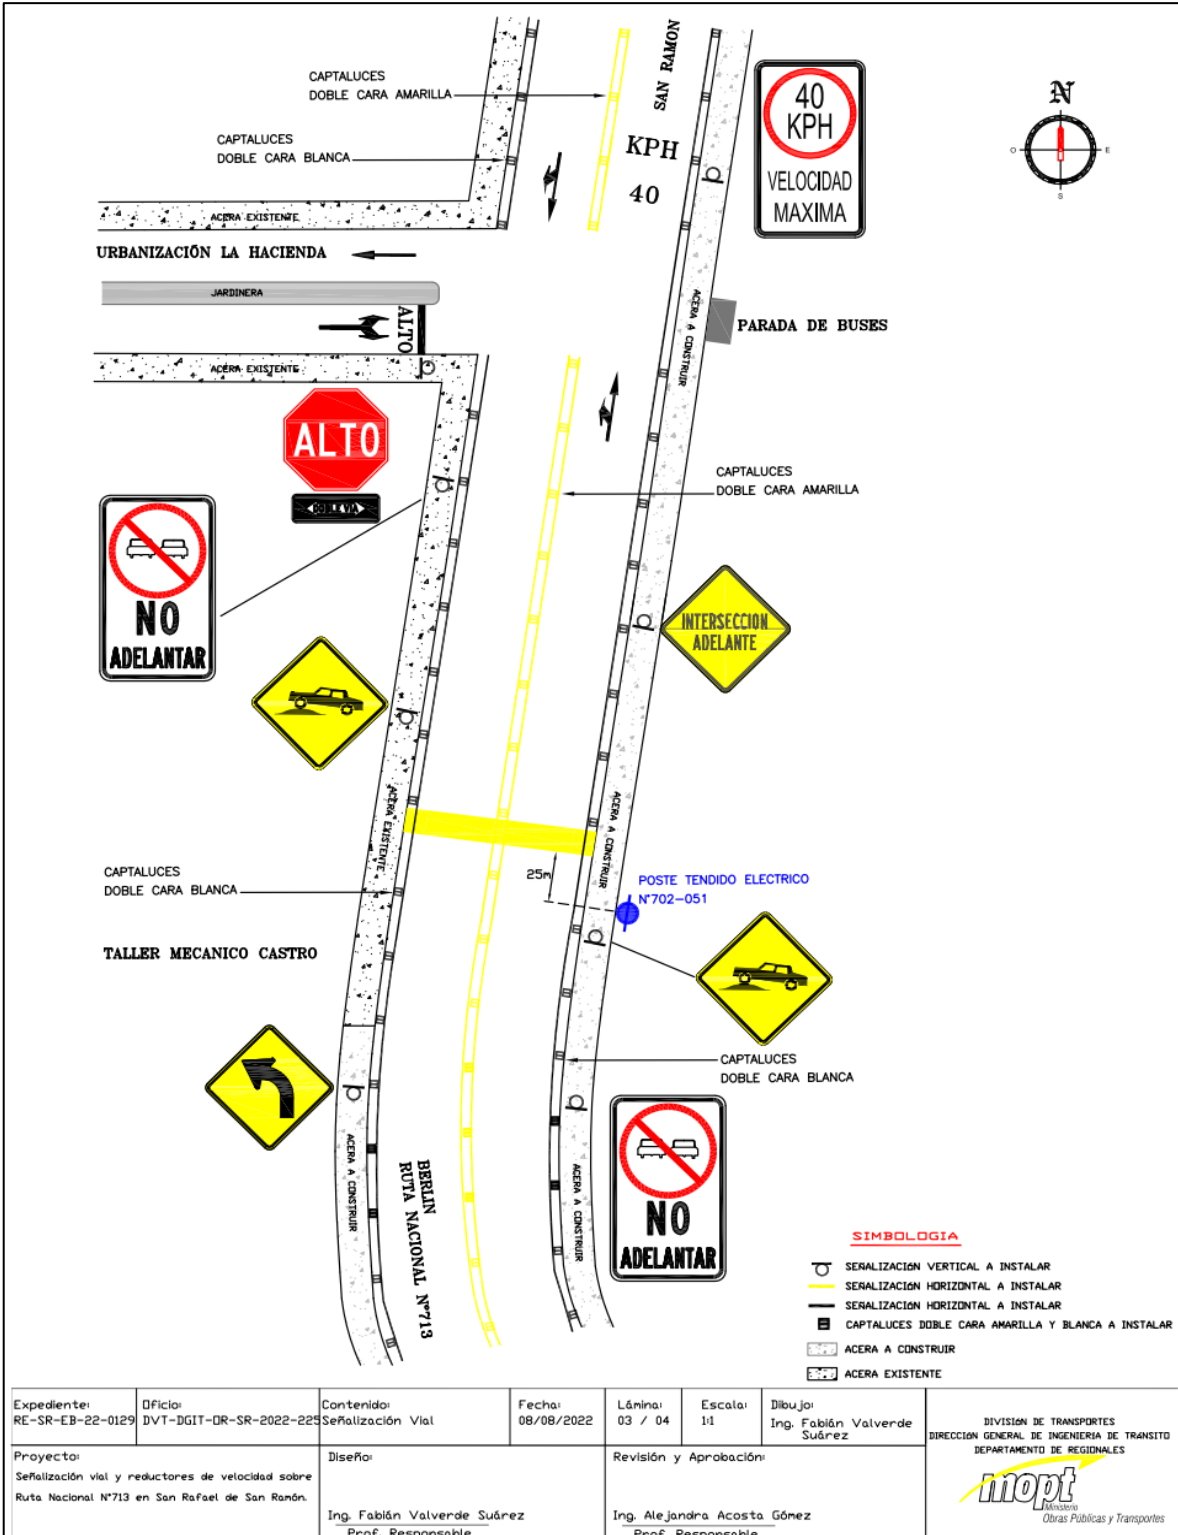 CAPTALUCES
DOBLE CARA AMARILLA
CAPTALUCES
DOBLE CARA BLANCA
SAN RAMON
KPH
40
40
KPH
VELOCIDAD
MAXIMA
N
O
E
S
ACERA EXISTENTE
URBANIZACIÓN LA HACIENDA
JARDINERA
ALTO
ACERA EXISTENTE
ACERA A CONSTRUIR
PARADA DE BUSES
ALTO
DOBLE VIA
CAPTALUCES
DOBLE CARA AMARILLA
NO
ADELANTAR
INTERSECCION
ADELANTE
ACERA EXISTENTE
ACERA A CONSTRUIR
25m
POSTE TENDIDO ELECTRICO
N°702-051
CAPTALUCES
DOBLE CARA BLANCA
TALLER MECANICO CASTRO
CAPTALUCES
DOBLE CARA BLANCA
ACERA A CONSTRUIR
BERLIN
RUTA NACIONAL N°713
ACERA A CONSTRUIR
NO
ADELANTAR
SIMBOLOGIA
SEÑALIZACIÓN VERTICAL A INSTALAR
SEÑALIZACIÓN HORIZONTAL A INSTALAR
SEÑALIZACIÓN HORIZONTAL A INSTALAR
CAPTALUCES DOBLE CARA AMARILLA Y BLANCA A INSTALAR
ACERA A CONSTRUIR
ACERA EXISTENTE
Expediente:
RE-SR-EB-22-0129
Oficio:
DVT-DGIT-OR-SR-2022-225
Contenido:
Señalización Vial
Fecha:
08/08/2022
Lámina:
03 / 04
Escala:
1:1
Dibujo:
Ing. Fabián Valverde
Suárez
Proyecto:
Señalización vial y reductores de velocidad sobre
Ruta Nacional N°713 en San Rafael de San Ramón.
Diseño:
Ing. Fabián Valverde Suárez
Prof. Responsable
Revisión y Aprobación:
Ing. Alejandra Acosta Gómez
Prof. Responsable
DIVISIÓN DE TRANSPORTES
DIRECCIÓN GENERAL DE INGENIERIA DE TRÁNSITO
DEPARTAMENTO DE REGIONALES
mopt
Ministerio
Obras Públicas y Transportes